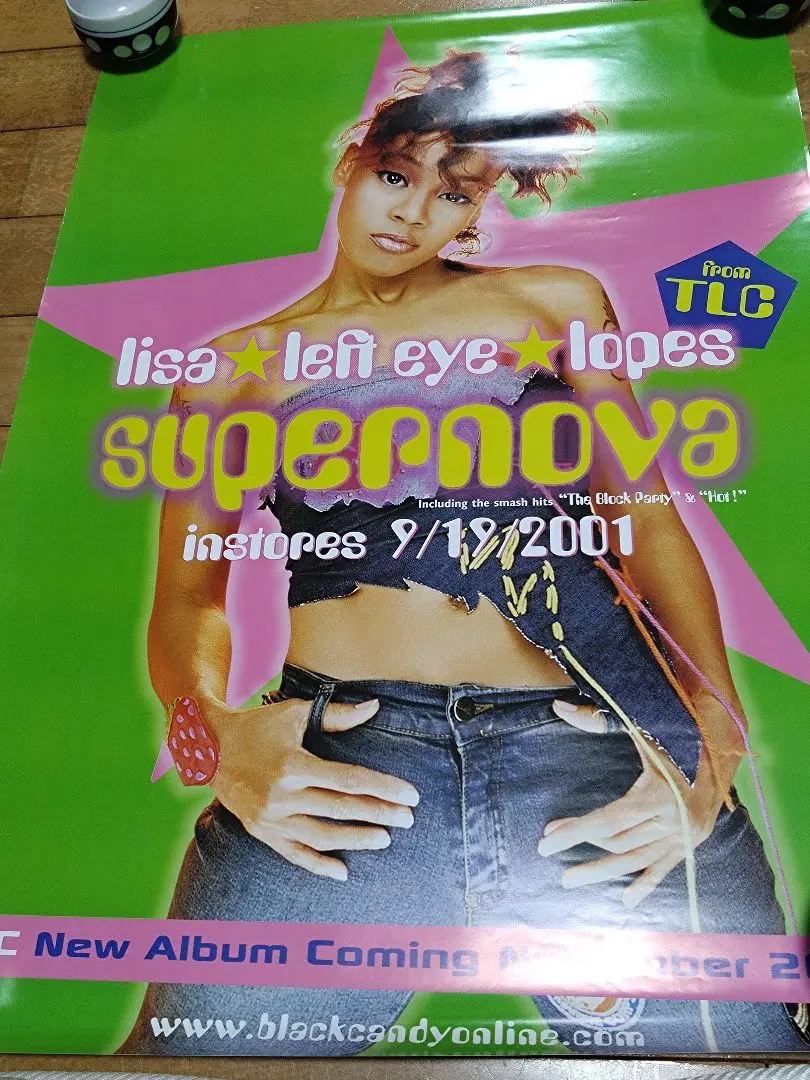 from
TLC
lisa★left eye★lopes
supernova
Including the smash hits "The Block Party" & "Hot!"
instores 9/19/2001
C New Album Coming
www.blackcandyonline.com